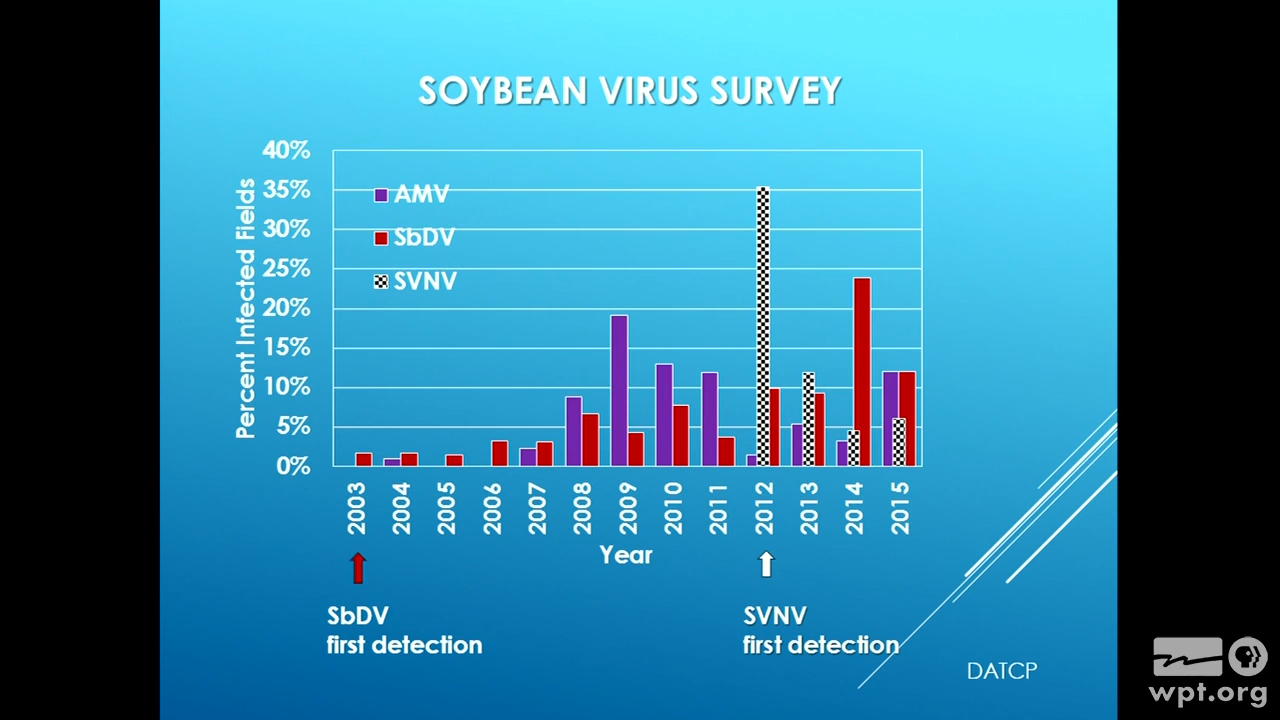 SOYBEAN VIRUS SURVEY
Percent Infected Fields
40%
35%
30%
25%
20%
15%
10%
5%
0%
AMV
SbDV
SVNV
2003
2004
2005
2006
2007
2008
2009
2010
2011
2012
2013
2014
2015
Year
SbDV
first detection
SVNV
first detection
DATCP
wpt.org